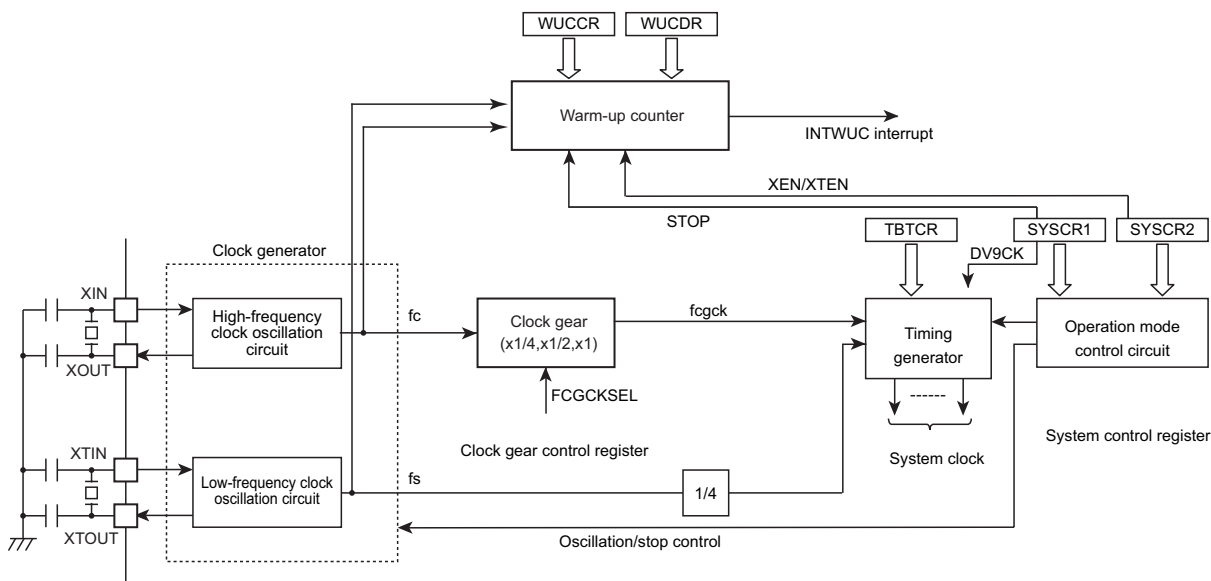 WUCCR
WUCDR
Warm-up counter
INTWUC interrupt
XEN/XTEN
STOP
TBTCR
SYSCR1
SYSCR2
DV9CK
Clock generator
XIN
XOUT
High-frequency
clock oscillation
circuit
fc
Clock gear
(x1/4,x1/2,x1)
fcgck
Timing
generator
Operation mode
control circuit
FCGCKSEL
Clock gear control register
System clock
System control register
XTIN
XTOUT
Low-frequency clock
oscillation circuit
fs
1/4
Oscillation/stop control